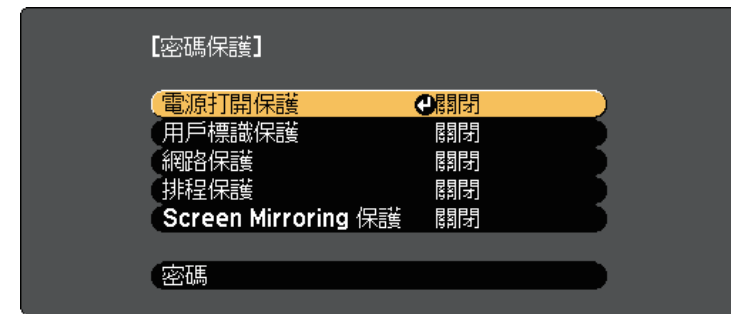 [密碼保護]
電源打開保護 關閉
用戶標識保護 關閉
網路保護 關閉
排程保護 關閉
Screen Mirroring 保護 關閉
密碼